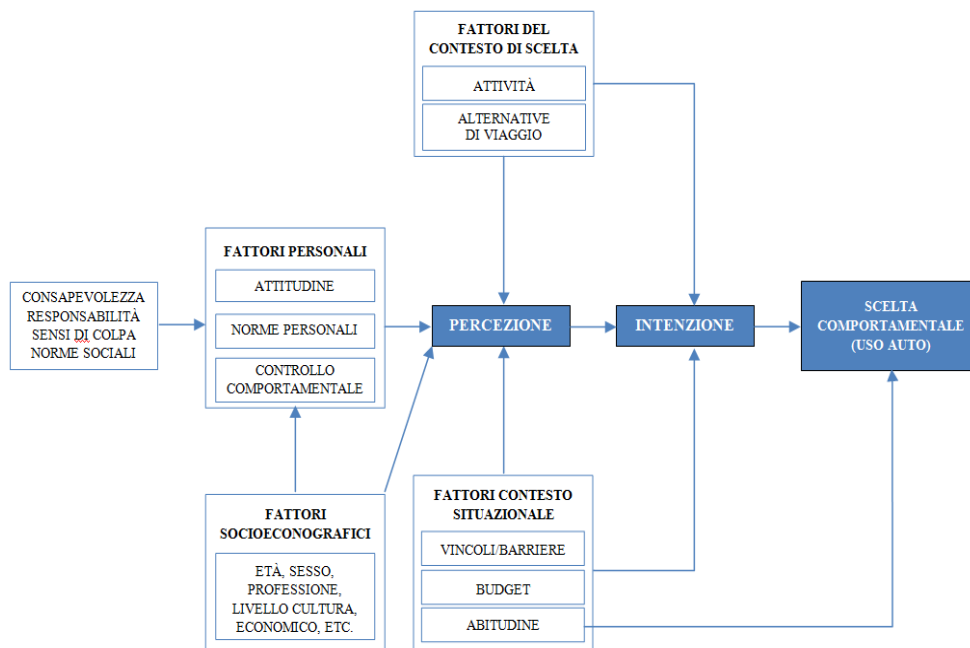 FATTORI DEL
CONTESTO DI SCELTA
ATTIVITÀ
ALTERNATIVE
DI VIAGGIO
FATTORI PERSONALI
ATTITUDINE
NORME PERSONALI
CONTROLLO
COMPORTAMENTALE
CONSAPEVOLEZZA
RESPONSABILITÀ
SENSI DI COLPA
NORME SOCIALI
PERCEZIONE
INTENZIONE
SCELTA
COMPORTAMENTALE
(USO AUTO)
FATTORI
SOCIOECONOGRAFICI
ETÀ, SESSO,
PROFESSIONE,
LIVELLO CULTURA,
ECONOMICO, ETC.
FATTORI CONTESTO
SITUAZIONALE
VINCOLI/BARRIERE
BUDGET
ABITUDINE